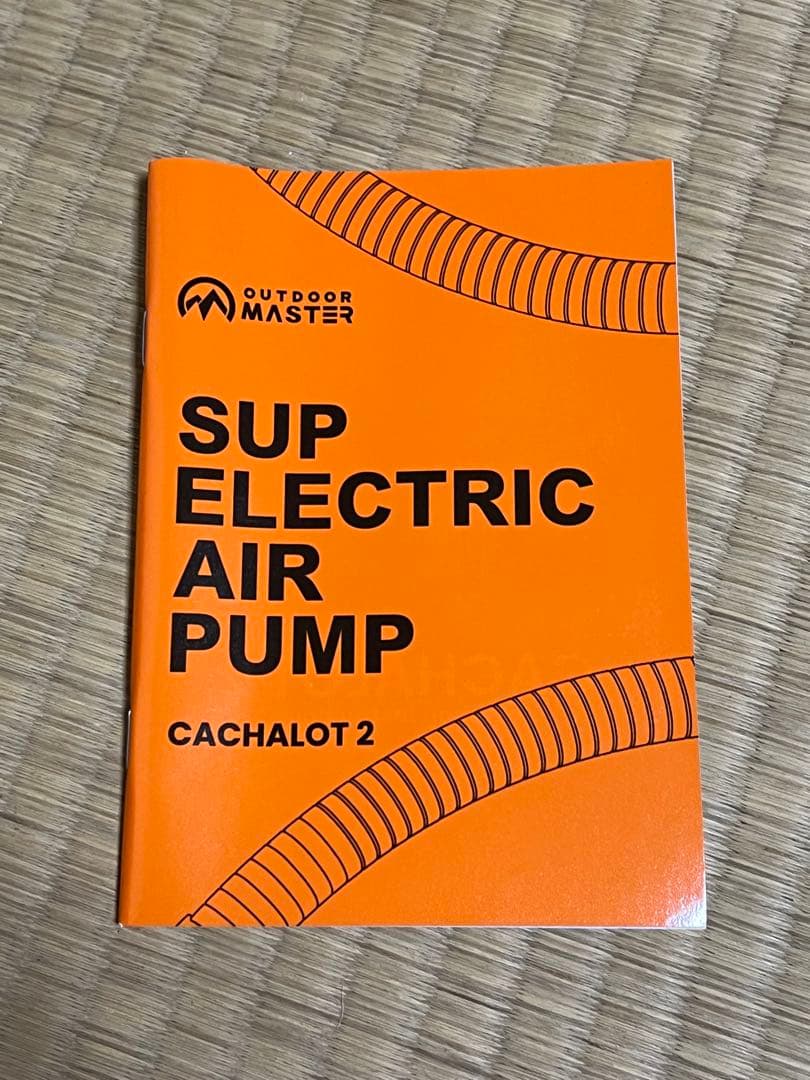 OUTDOOR
MASTER
SUP
ELECTRIC
AIR
PUMP
CACHALOT 2